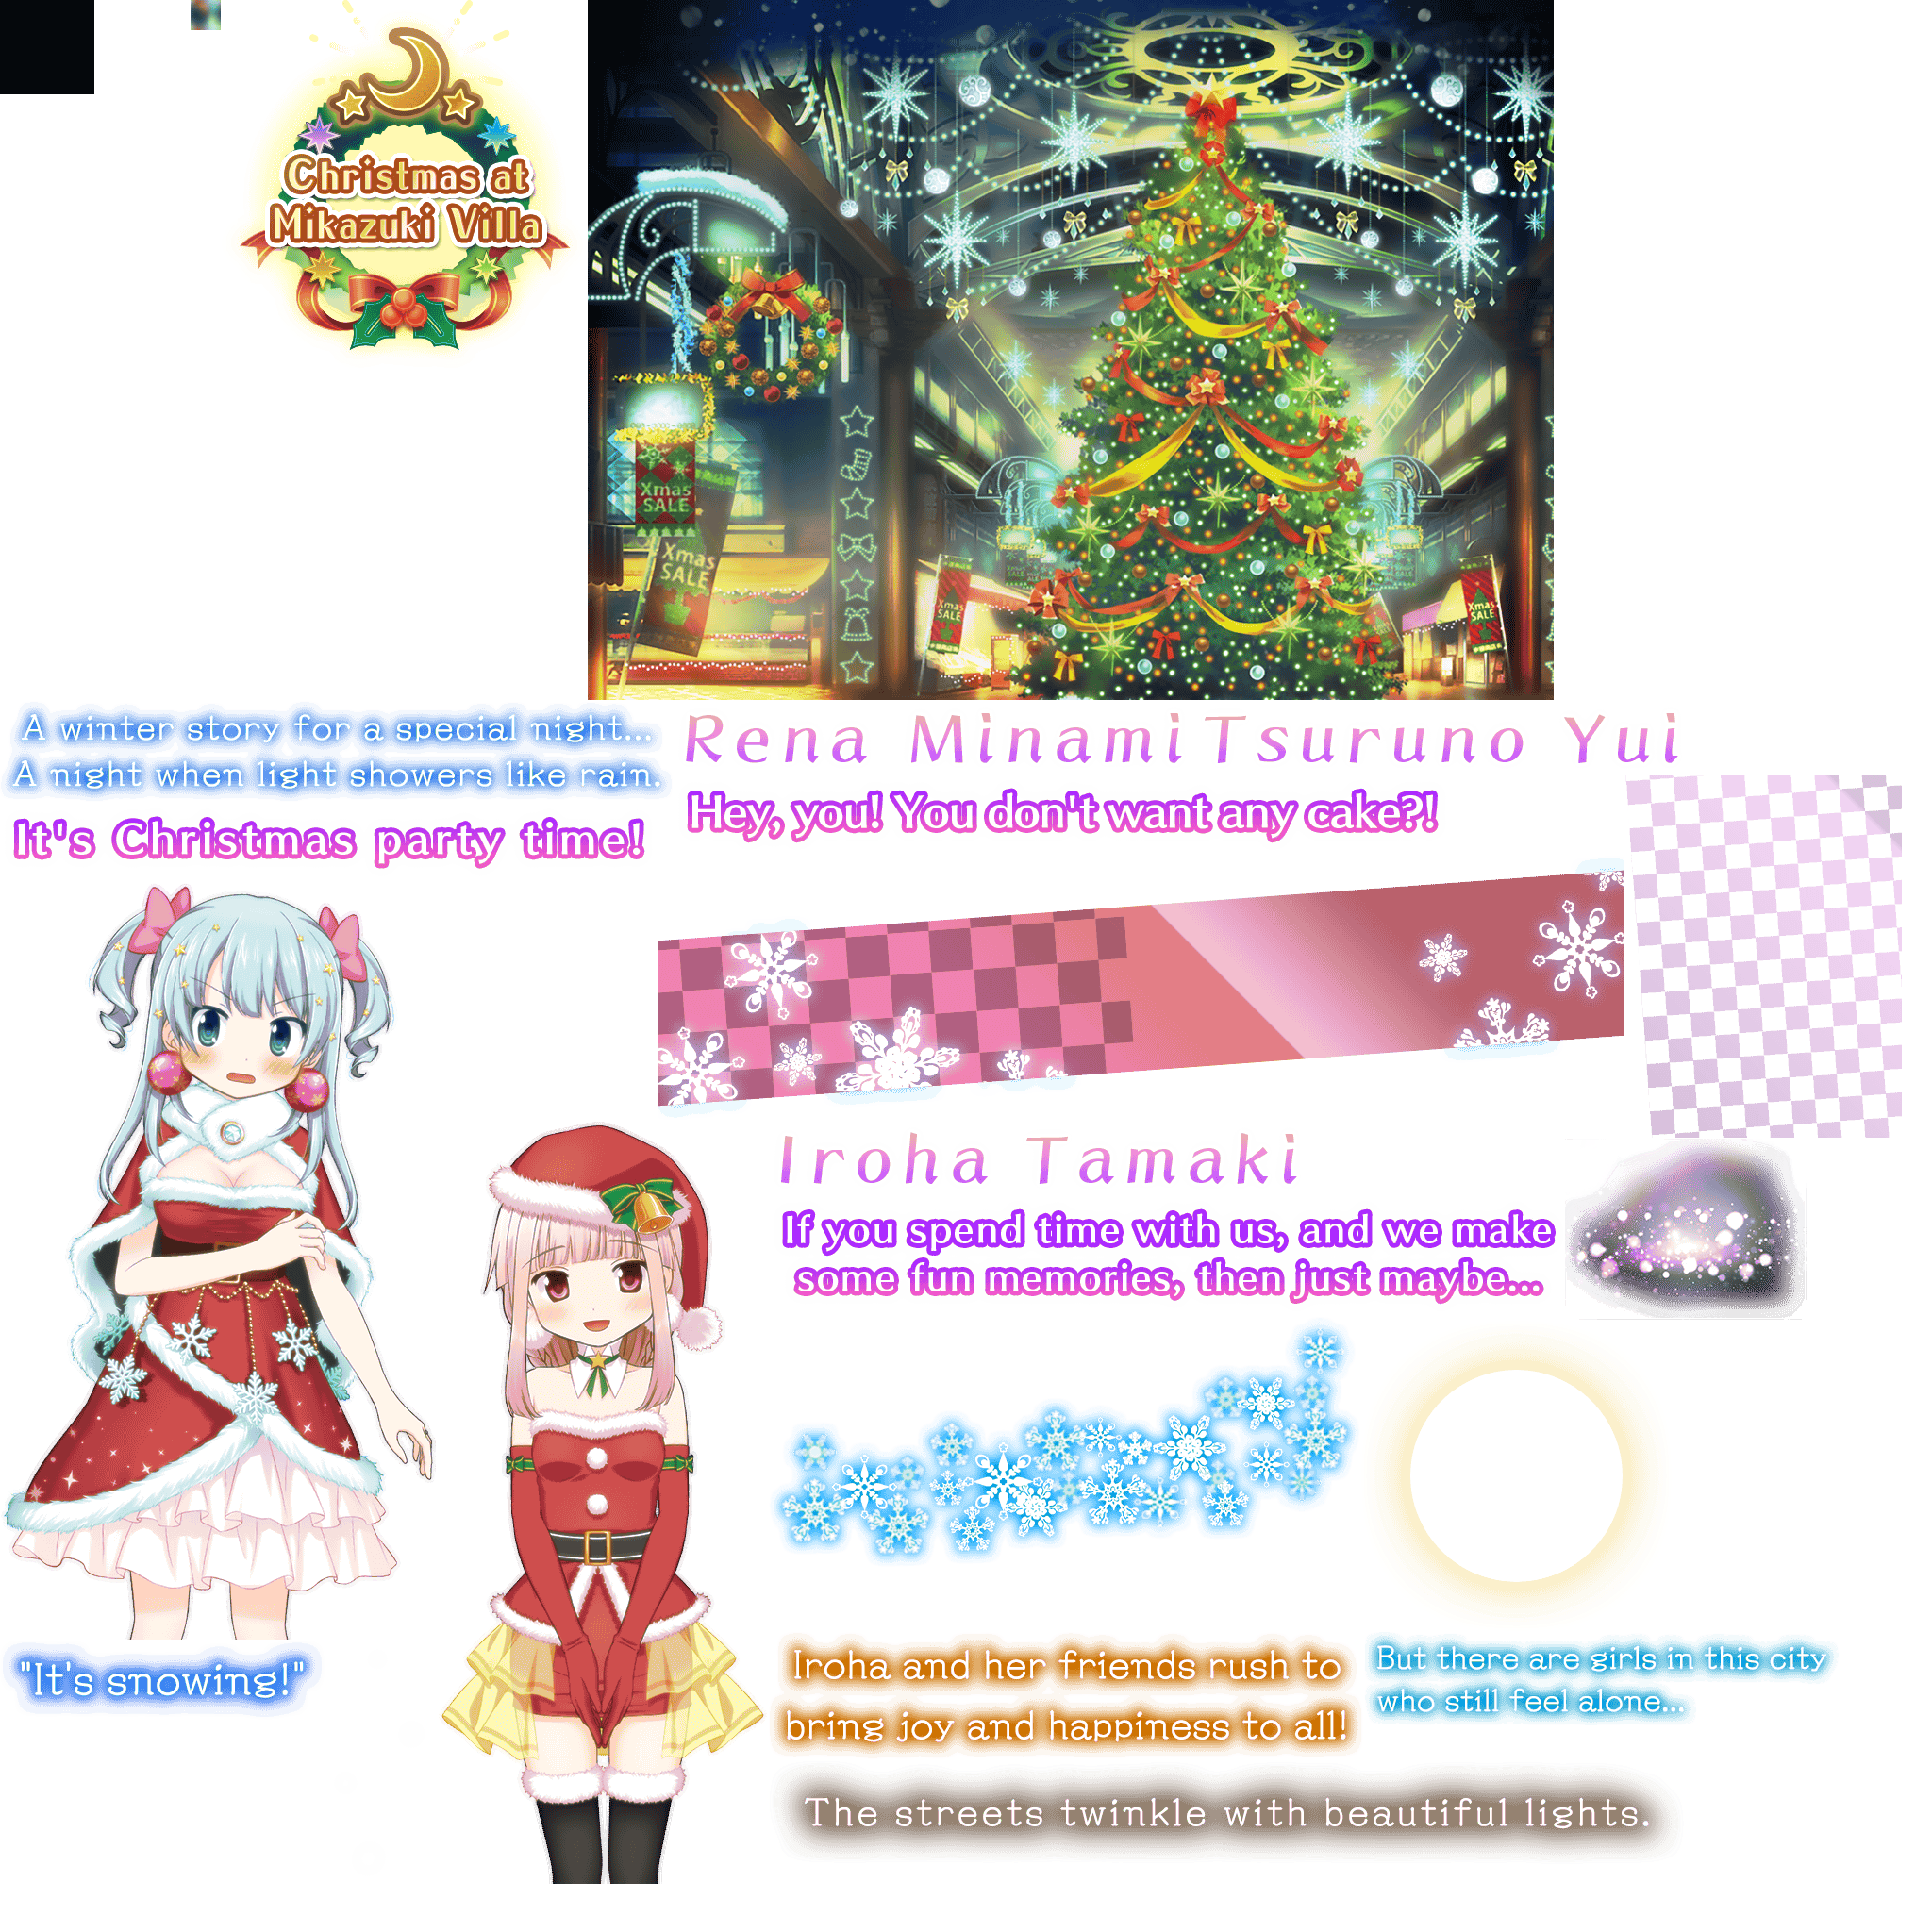 Christmas at
Mikazuki Villa
Xmas
SALE
Xmas
SALE
Xmas
SALE
Xmas
SALE
A winter story for a special night...
A night when light showers like rain.
It's Christmas party time!
Rena Minami
Tsuruno Yui
Hey, you! You don't want any cake?!
Iroha Tamaki
If you spend time with us, and we make
some fun memories, then just maybe...
"It's snowing!"
Iroha and her friends rush to
bring joy and happiness to all!
But there are girls in this city
who still feel alone...
The streets twinkle with beautiful lights.